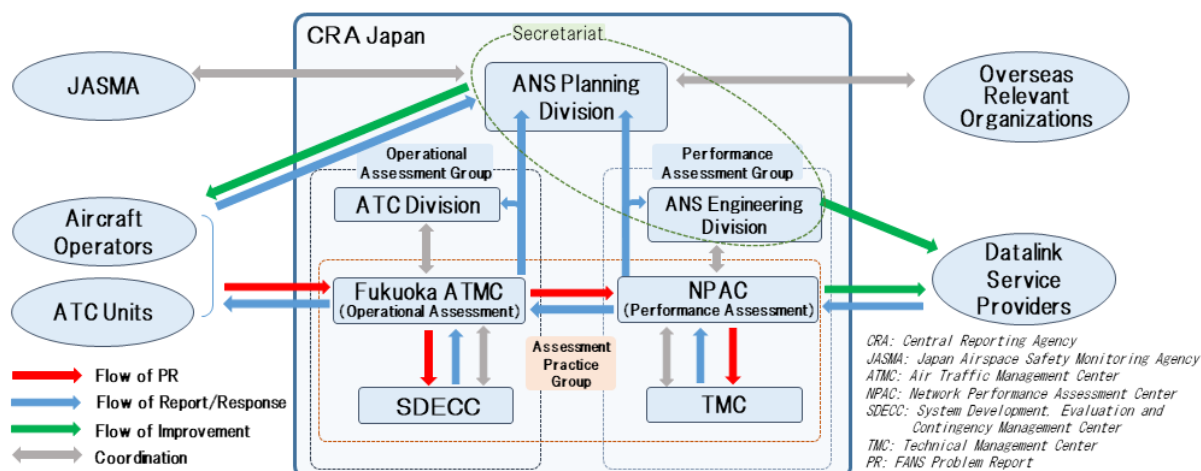 CRA Japan
Secretariat
JASMA
ANS Planning
Division
Overseas
Relevant
Organizations
Operational
Assessment Group
Performance
Assessment Group
ATC Division
ANS Engineering
Division
Aircraft
Operators
ATC Units
Fukuoka ATMC
(Operational Assessment)
NPAC
(Performance Assessment)
Datalink
Service
Providers
Assessment
Practice
Group
SDECC
TMC
Flow of PR
Flow of Report/Response
Flow of Improvement
Coordination
CRA: Central Reporting Agency
JASMA: Japan Airspace Safety Monitoring Agency
ATMC: Air Traffic Management Center
NPAC: Network Performance Assessment Center
SDECC: System Development, Evaluation and
Contingency Management Center
TMC: Technical Management Center
PR: FANS Problem Report